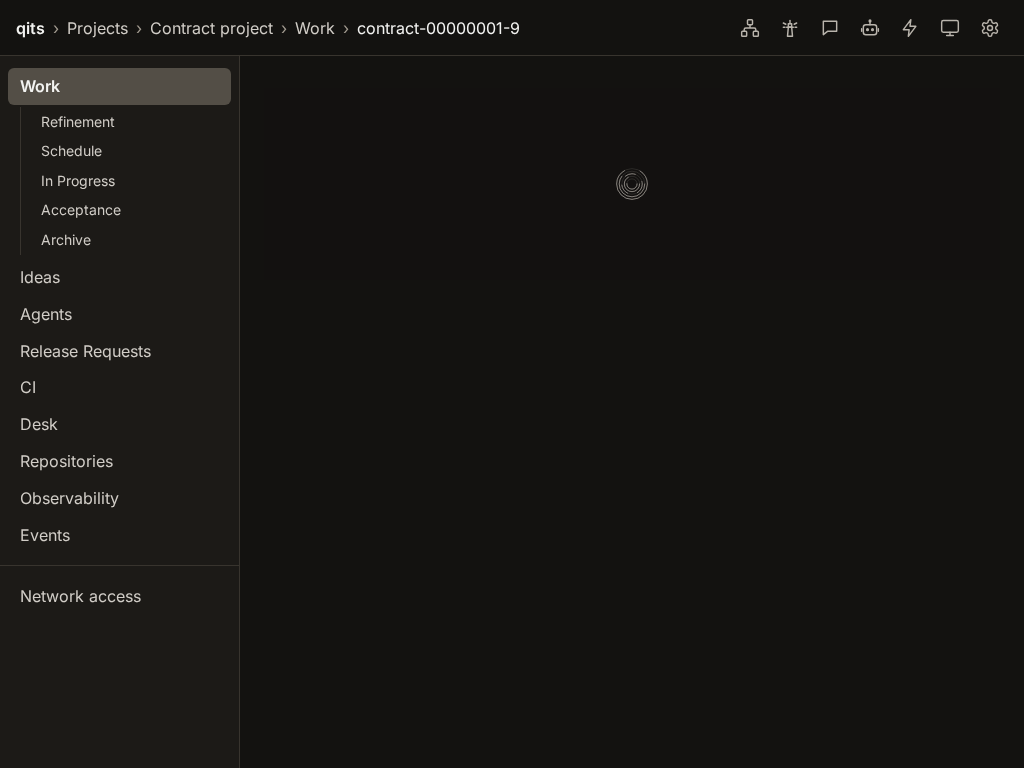 qits › Projects › Contract project › Work › contract-00000001-9
Work
Refinement
Schedule
In Progress
Acceptance
Archive
Ideas
Agents
Release Requests
CI
Desk
Repositories
Observability
Events
Network access